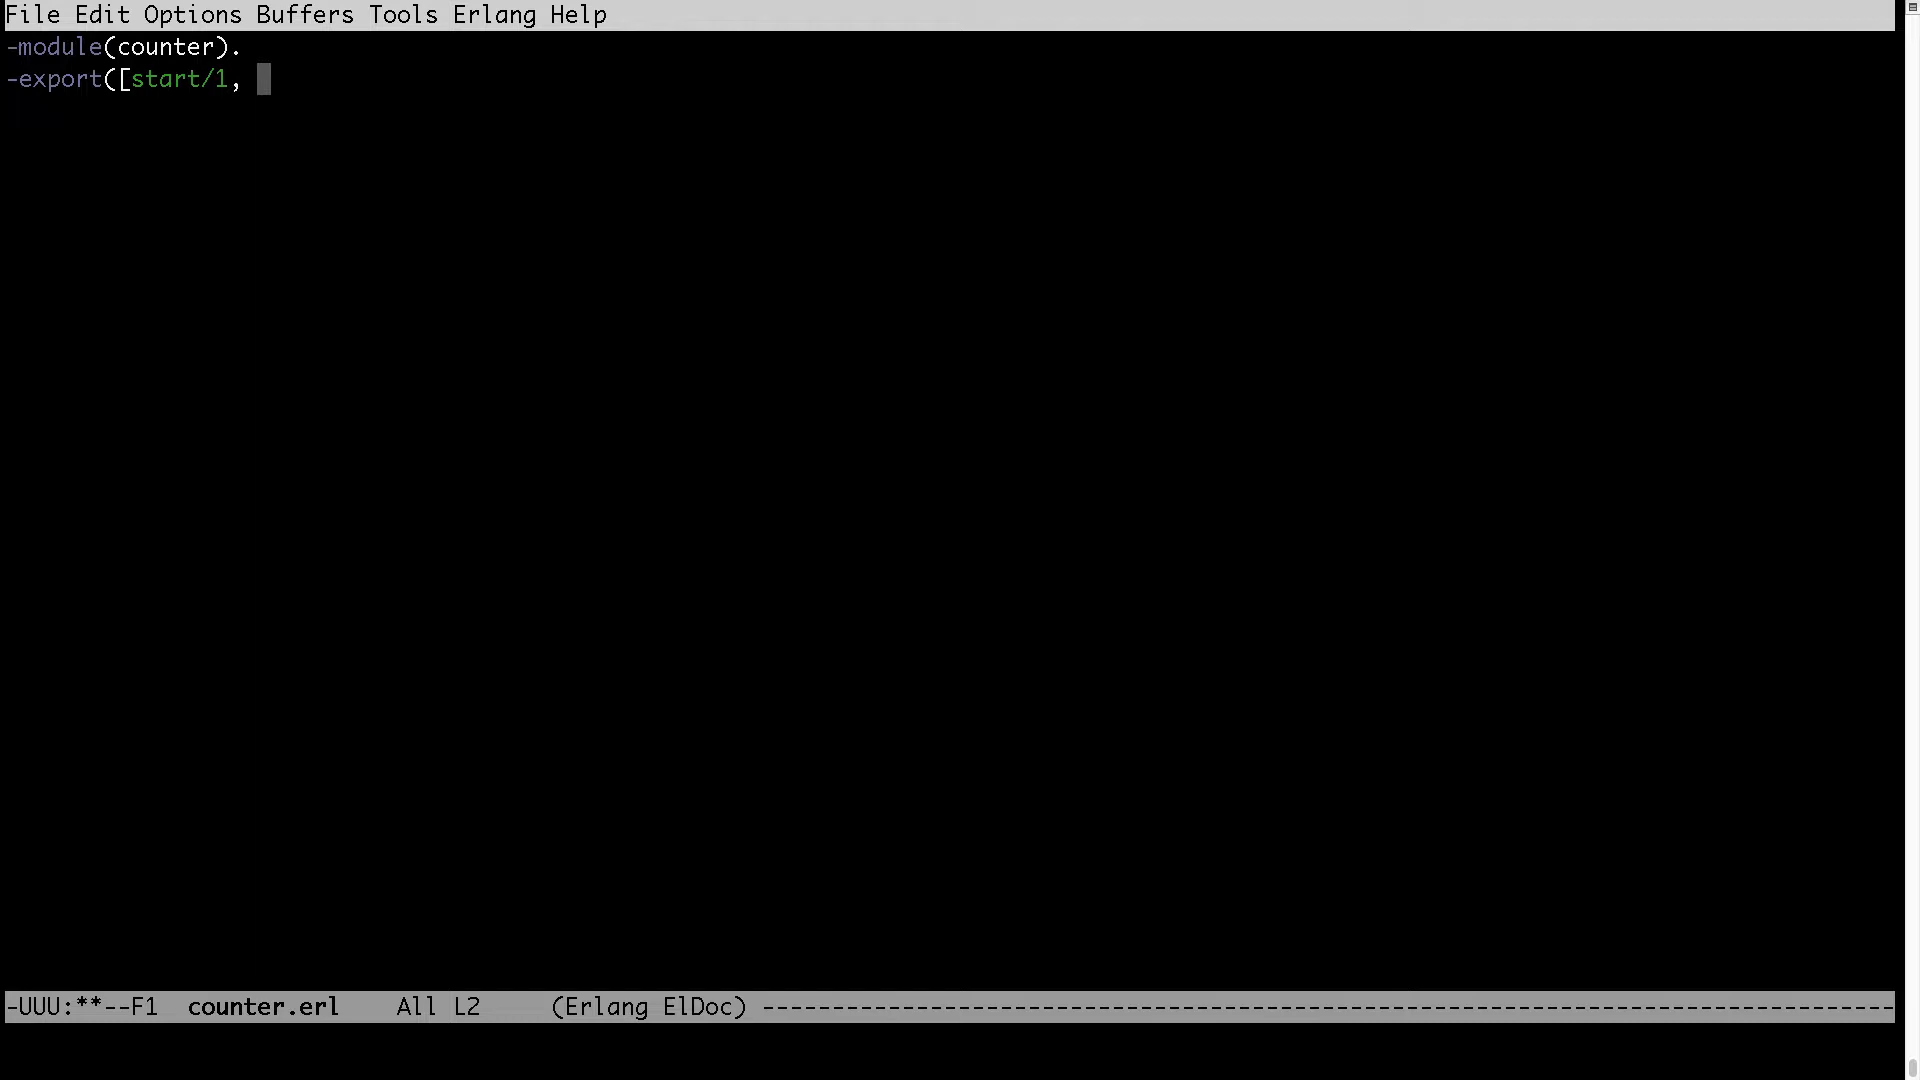 File Edit Options Buffers Tools Erlang Help
-module(counter).
-export([start/1,
-UUU:**--F1  counter.erl    All L2     (Erlang ElDoc) ---------------------------------------------------------------------------------